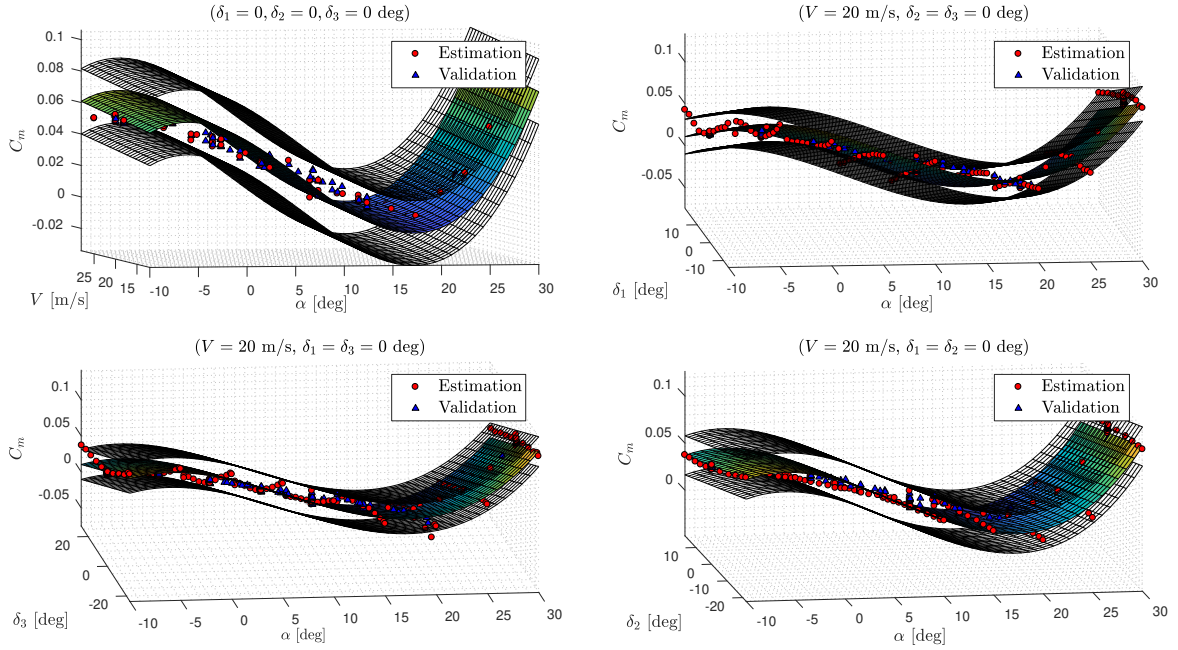 (δ₁ = 0, δ₂ = 0, δ₃ = 0 deg)
0.1
0.08
0.06
0.04
0.02
0
-0.02
Cₘ
Estimation
Validation
25
20
15
V [m/s]
-10
-5
0
5
10
15
20
25
30
α [deg]
(V = 20 m/s, δ₂ = δ₃ = 0)
0.1
0.05
0
-0.05
Cₘ
Estimation
Validation
10
0
-10
δ₁ [deg]
-10
-5
0
5
10
15
20
25
30
α [deg]
(V = 20 m/s, δ₁ = δ₃ = 0 deg)
0.1
0.05
0
-0.05
Cₘ
Estimation
Validation
20
0
-20
δ₃ [deg]
-10
-5
0
5
10
15
20
25
30
α [deg]
(V = 20 m/s, δ₁ = δ₂ = 0 deg)
0.1
0.05
0
Cₘ
Estimation
Validation
10
0
-10
-20
δ₂ [deg]
-10
-5
0
5
10
15
20
25
30
α [deg]